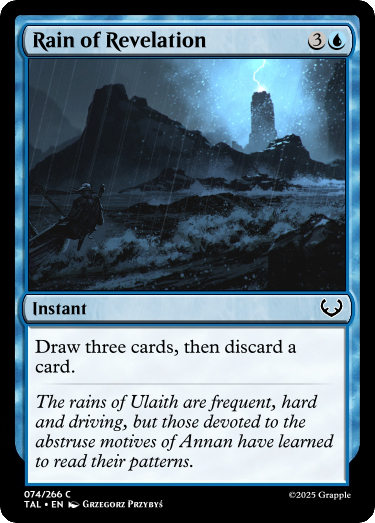 Rain of Revelation 3
Instant
Draw three cards, then discard a
card.
The rains of Ulaith are frequent, hard
and driving, but those devoted to the
abstruse motives of Annan have learned
to read their patterns.
074/266 C
TAL • EN Grzegorz Przybyś
©2025 Grapple